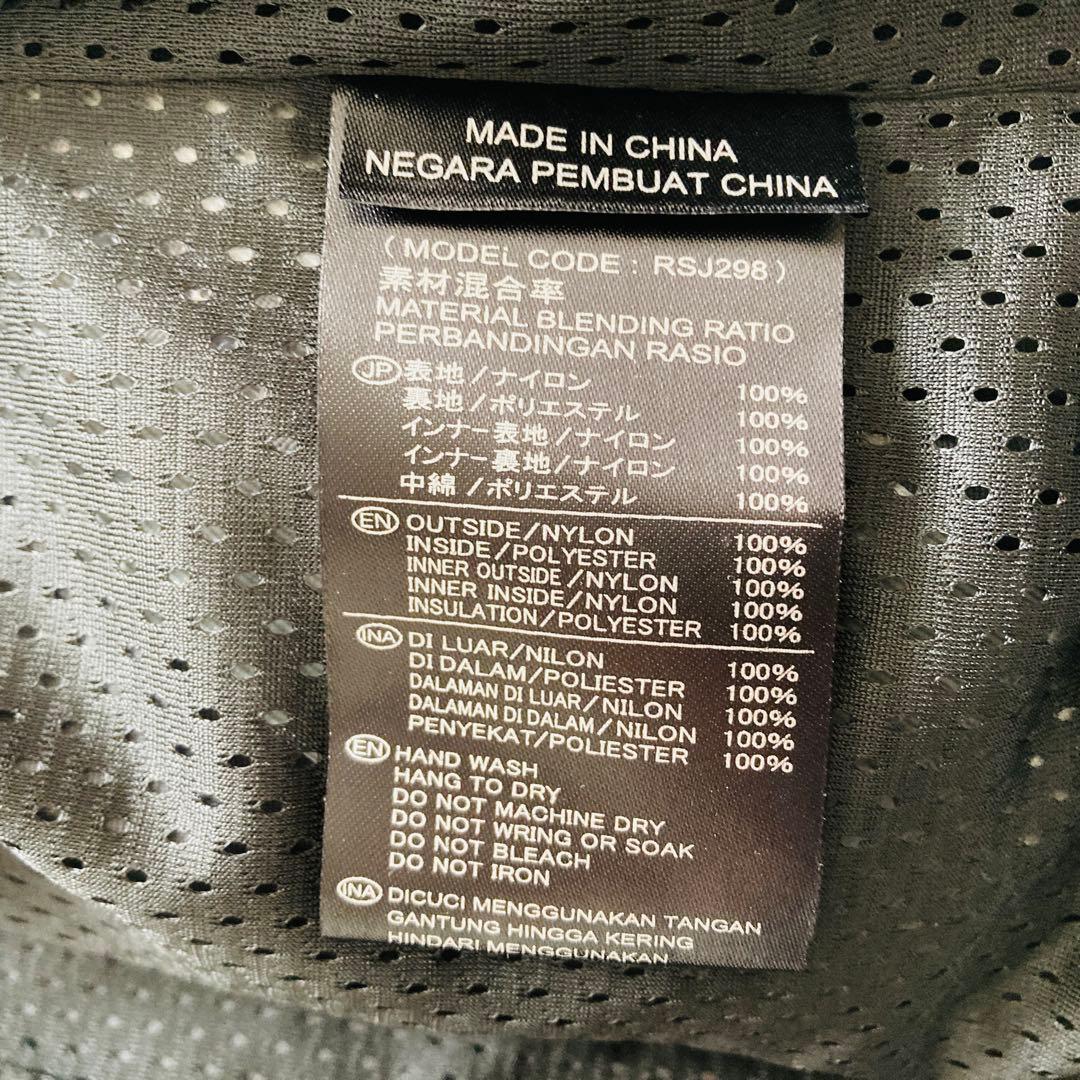 MADE IN CHINA
NEGARA PEMBUAT CHINA
( MODEL CODE : RSJ298 )
素材混合率
MATERIAL BLENDING RATIO
PERBANDINGAN RASIO
JP 表地/ナイロン 100%
裏地/ポリエステル 100%
インナー表地/ナイロン 100%
インナー裏地/ナイロン 100%
中綿/ポリエステル 100%
EN OUTSIDE/NYLON 100%
INSIDE/POLYESTER 100%
INNER OUTSIDE/NYLON 100%
INNER INSIDE/NYLON 100%
INSULATION/POLYESTER 100%
INA DI LUAR/NILON 100%
DI DALAM/POLIESTER 100%
DALAMAN DI LUAR/NILON 100%
DALAMAN DI DALAM/NILON 100%
PENYEKAT/POLIESTER 100%
EN HAND WASH
HANG TO DRY
DO NOT MACHINE DRY
DO NOT WRING OR SOAK
DO NOT BLEACH
DO NOT IRON
INA DICUCI MENGGUNAKAN TANGAN
GANTUNG HINGGA KERING
HINDARI MENGGUNAKAN